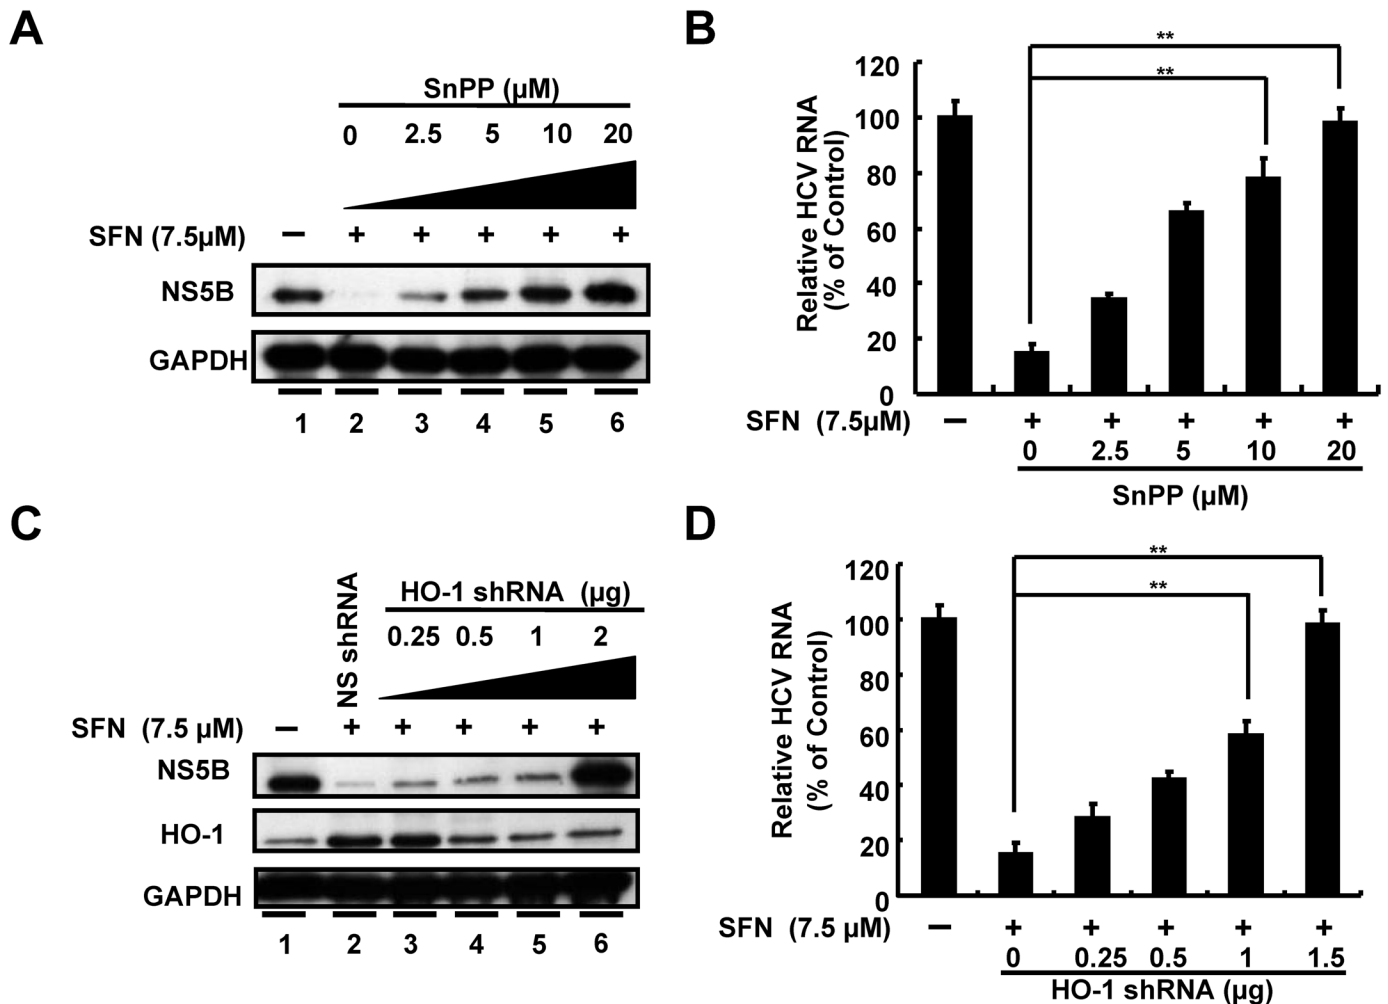 A
SnPP (µM)
0 2.5 5 10 20
SFN (7.5µM) – + + + + +
NS5B
GAPDH
1 2 3 4 5 6
B
**
**
Relative HCV RNA
(% of Control)
120
100
80
60
40
20
0
SFN (7.5µM) – + + + + +
0 2.5 5 10 20
SnPP (µM)
C
NS shRNA
HO-1 shRNA (µg)
0.25 0.5 1 2
SFN (7.5 µM) – + + + + +
NS5B
HO-1
GAPDH
1 2 3 4 5 6
D
**
**
Relative HCV RNA
(% of Control)
120
100
80
60
40
20
0
SFN (7.5 µM) – + + + + +
0 0.25 0.5 1 1.5
HO-1 shRNA (µg)